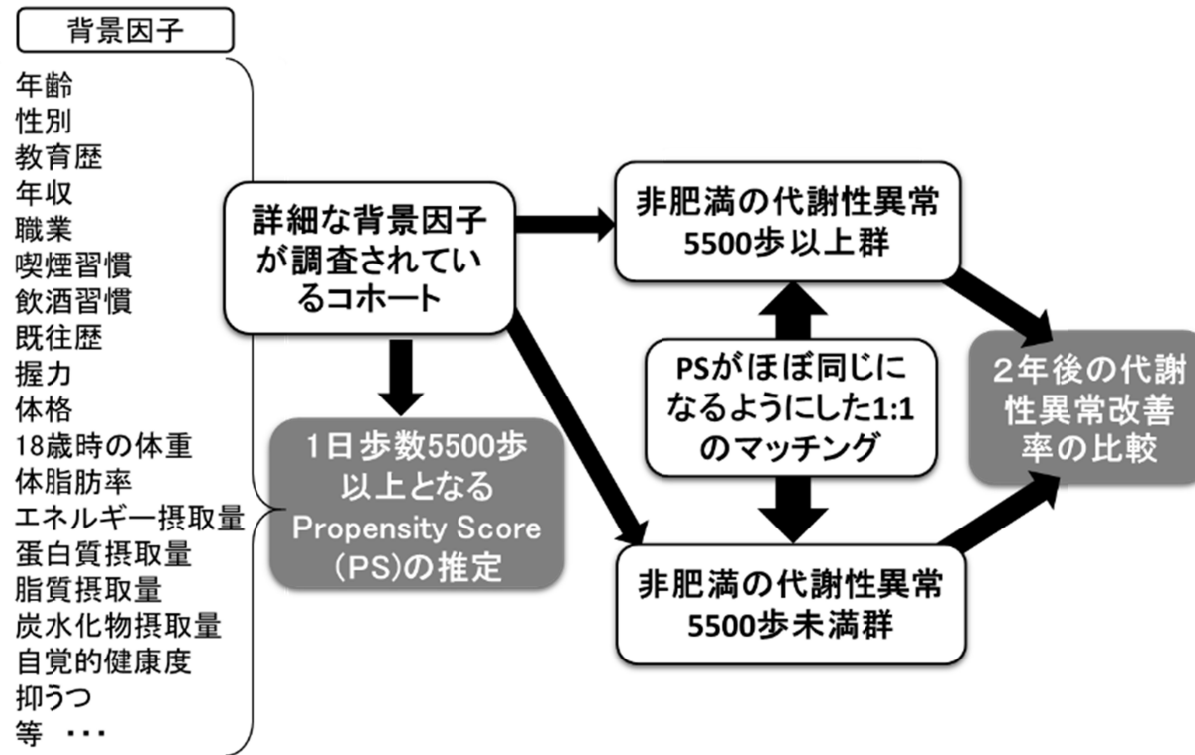 背景因子
年齢
性別
教育歴
年収
職業
喫煙習慣
飲酒習慣
既往歴
握力
体格
18歳時の体重
体脂肪率
エネルギー摂取量
蛋白質摂取量
脂質摂取量
炭水化物摂取量
自覚的健康度
抑うつ
等 ･･･
詳細な背景因子
が調査されてい
るコホート
1日歩数5500歩
以上となる
Propensity Score
(PS)の推定
非肥満の代謝性異常
5500歩以上群
PSがほぼ同じに
なるようにした1:1
のマッチング
非肥満の代謝性異常
5500歩未満群
２年後の代謝
性異常改善
率の比較